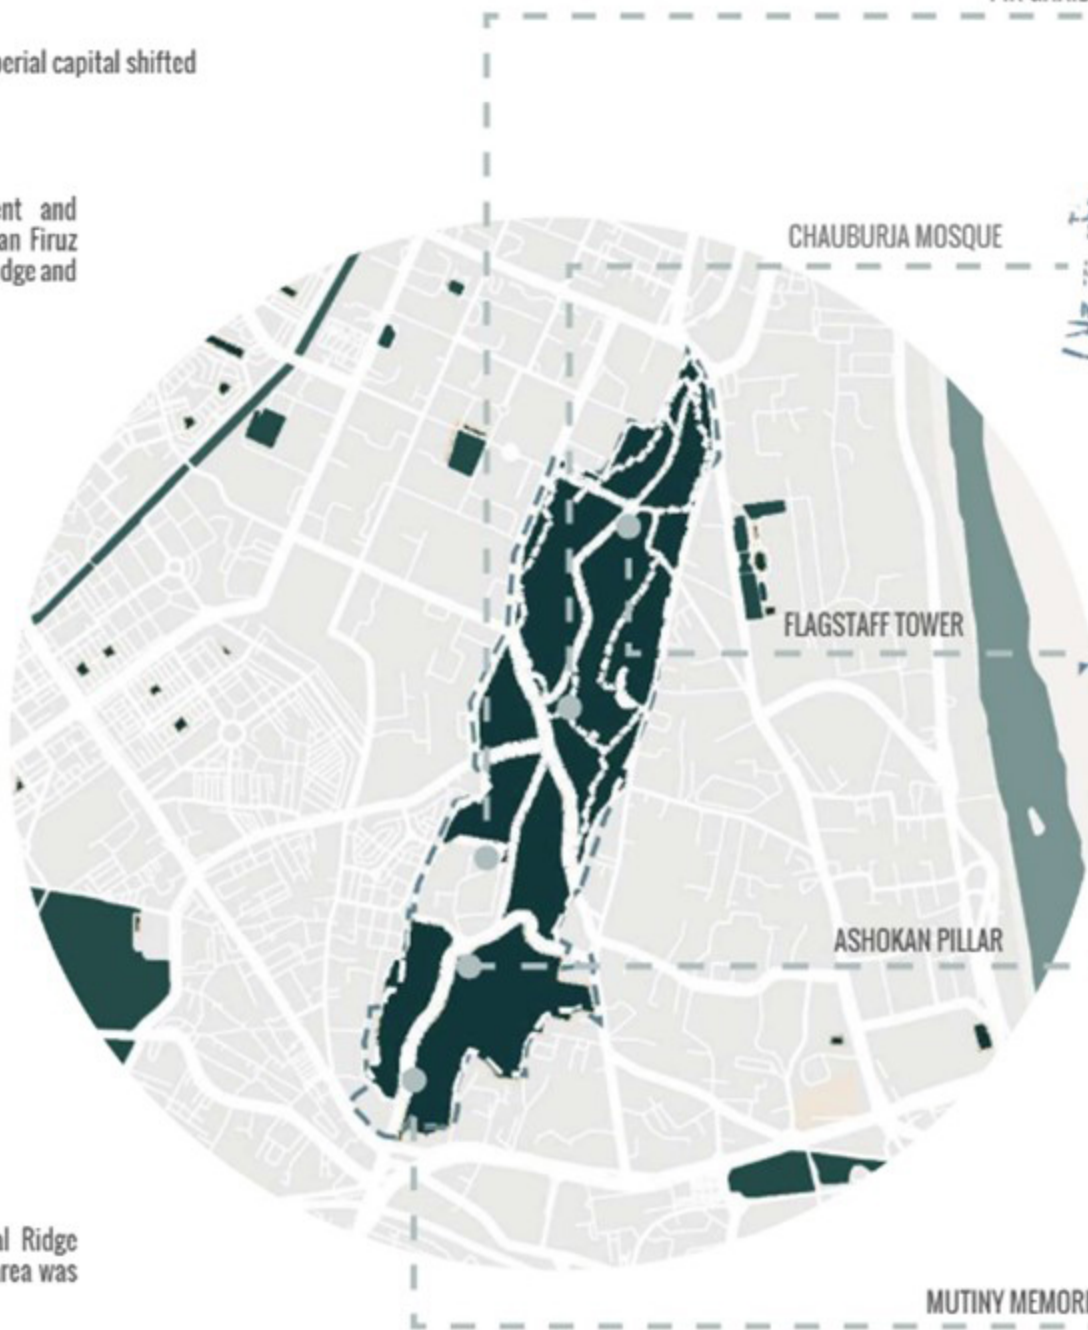 perial capital shifted
ent and
an Firuz
dge and
CHAUBURJA MOSQUE
FLAGSTAFF TOWER
ASHOKAN PILLAR
al Ridge
area was
MUTINY MEMORI